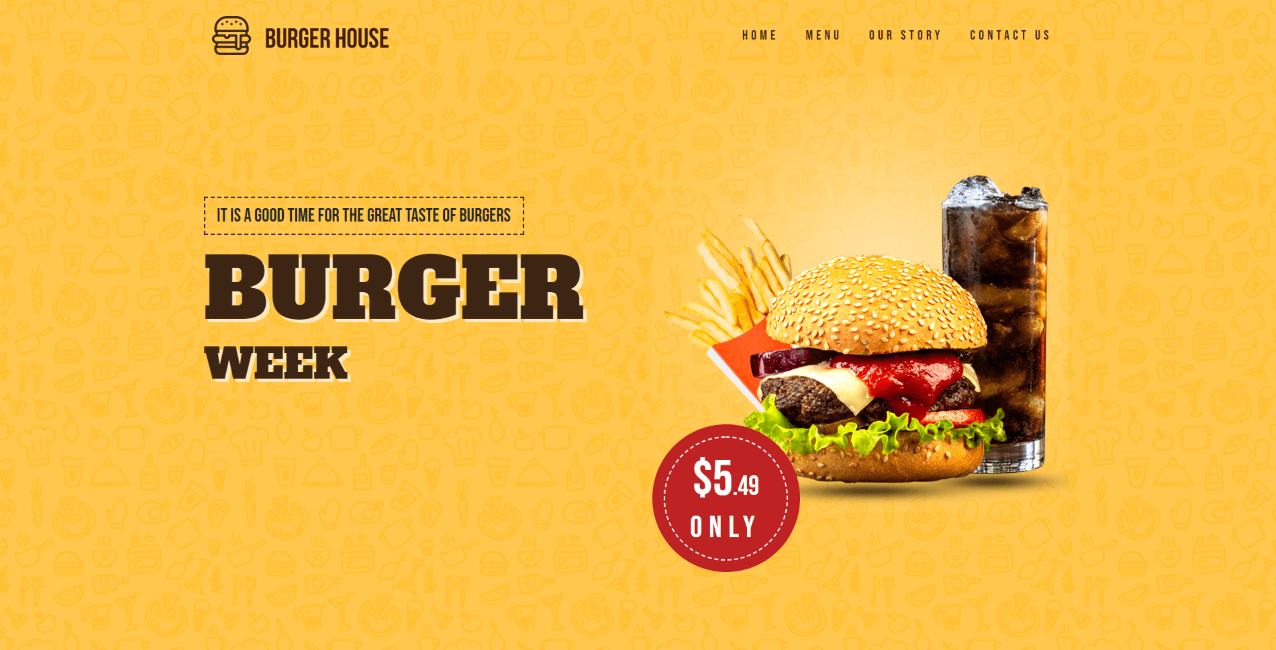 BURGER HOUSE
HOME MENU OUR STORY CONTACT US
IT IS A GOOD TIME FOR THE GREAT TASTE OF BURGERS
BURGER
WEEK
$5.49
ONLY